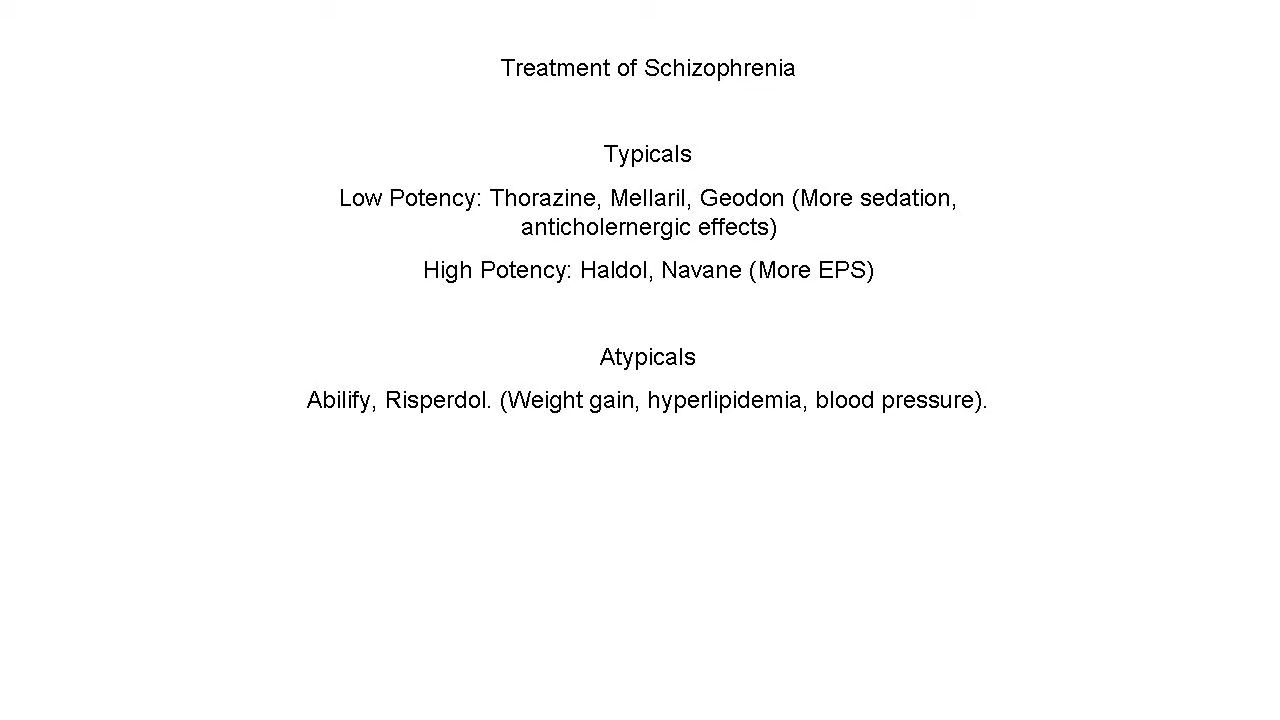 Treatment of Schizophrenia
Typicals
Low Potency: Thorazine, Mellaril, Geodon (More sedation,
anticholernergic effects)
High Potency: Haldol, Navane (More EPS)
Atypicals
Abilify, Risperdol. (Weight gain, hyperlipidemia, blood pressure).